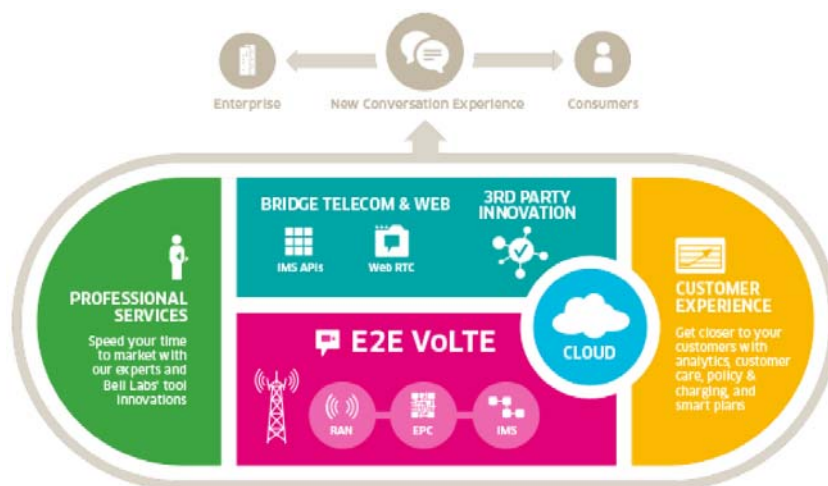 Enterprise
New Conversation Experience
Consumers
BRIDGE TELECOM & WEB
3RD PARTY
INNOVATION
IMS APIs
Web RTC
PROFESSIONAL
SERVICES
Speed your time
to market with
our experts and
Bell Labs' tool
innovations
E2E VoLTE
RAN
EPC
IMS
CLOUD
CUSTOMER
EXPERIENCE
Get closer to your
customers with
analytics, customer
care, policy &
charging, and
smart plans